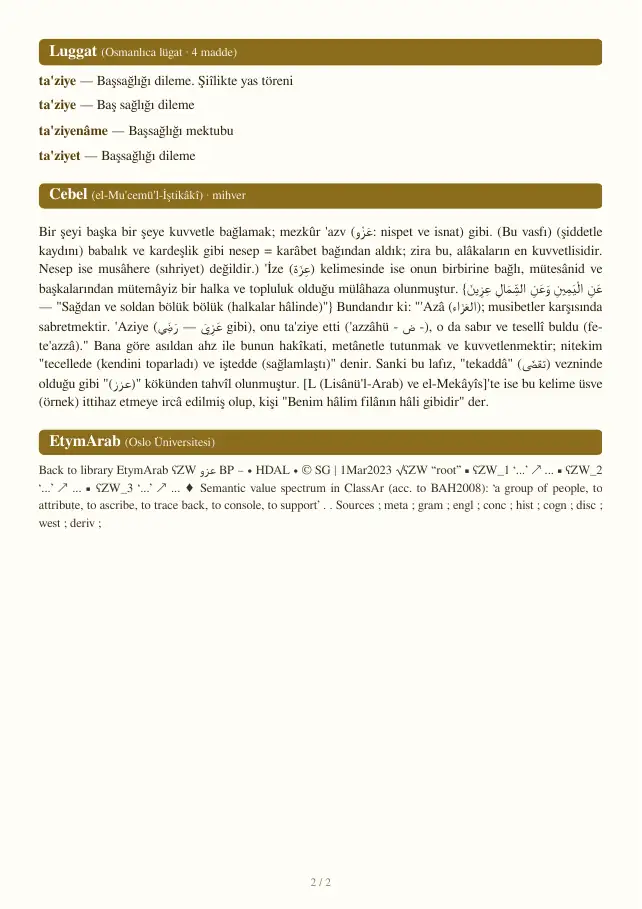 Luggat (Osmanlıca lügat · 4 madde)
ta'ziye — Başsağlığı dileme. Şiîlikte yas töreni
ta'ziye — Baş sağlığı dileme
ta'ziyenâme — Başsağlığı mektubu
ta'ziyet — Başsağlığı dileme
Cebel (el-Mu'cemü'l-İştikâkî) · mihver
Bir şeyi başka bir şeye kuvvetle bağlamak; mezkûr 'azv (عَزْو: nispet ve isnat) gibi. (Bu vasfı) (şiddetle
kaydını) babalık ve kardeşlik gibi nesep = karâbet bağından aldık; zira bu, alâkaların en kuvvetlisidir.
Nesep ise musâhere (sıhriyet) değildir.) 'İze (عِزَة) kelimesinde ise onun birbirine bağlı, mütesânid ve
başkalarından mütemâyiz bir halka ve topluluk olduğu mülâhaza olunmuştur. {عَنِ الْيَمِينِ وَعَنِ الشِّمَالِ عِزِينَ
— "Sağdan ve soldan bölük bölük (halkalar hâlinde)"} Bundandır ki: "'Azâ (العَزَاء); musibetler karşısında
sabretmektir. 'Aziye (عَزِيَ — رَضِيَ gibi), onu ta'ziye etti ('azzâhü - ض -), o da sabır ve tesellî buldu (fe-
te'azzâ)." Bana göre asıldan ahz ile bunun hakîkati, metânetle tutunmak ve kuvvetlenmektir; nitekim
"tecellede (kendini toparladı) ve iştedde (sağlamlaştı)" denir. Sanki bu lafız, "tekaddâ" (تقضّى) vezninde
olduğu gibi "(عزز)" kökünden tahvîl olunmuştur. [L (Lisânü'l-Arab) ve el-Mekâyîs]'te ise bu kelime üsve
(örnek) ittihaz etmeye ircâ edilmiş olup, kişi "Benim hâlim filânın hâli gibidir" der.
EtymArab (Oslo Üniversitesi)
Back to library EtymArab ʕZW عزو BP – • HDAL • © SG | 1Mar2023 √ʕZW “root” ▪ ʕZW_1 ‘...’ ↗ ... ▪ ʕZW_2
‘...’ ↗ ... ▪ ʕZW_3 ‘...’ ↗ ... ♦ Semantic value spectrum in ClassAr (acc. to BAH2008): ‘a group of people, to
attribute, to ascribe, to trace back, to console, to support’ . . Sources ; meta ; gram ; engl ; conc ; hist ; cogn ; disc ;
west ; deriv ;
2 / 2